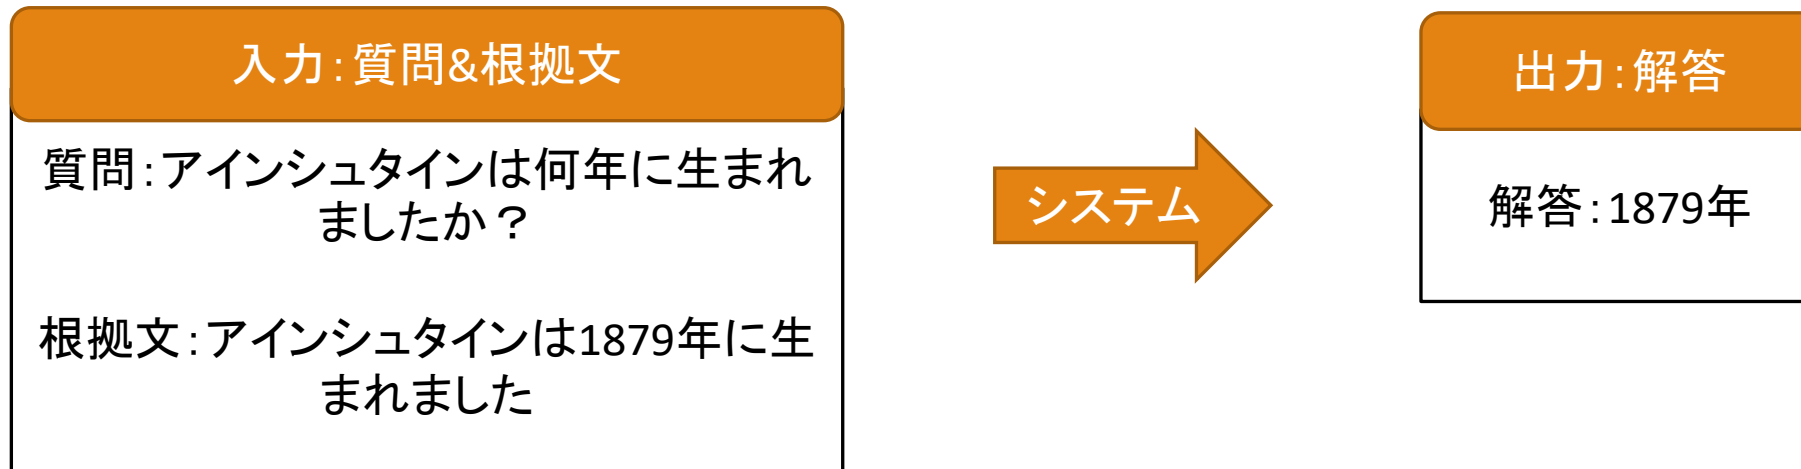 入力：質問&根拠文
質問：アインシュタインは何年に生まれ
ましたか？
根拠文：アインシュタインは1879年に生
まれました
システム
出力：解答
解答：1879年